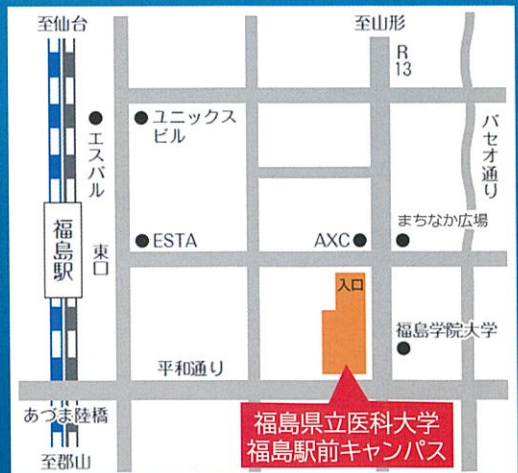 至仙台
至山形
R
13
ユニックス
ビル
エスパル
パセオ通り
まちなか広場
福島駅
東口
ESTA
AXC
入口
福島学院大学
平和通り
あづま陸橋
至郡山
福島県立医科大学
福島駅前キャンパス